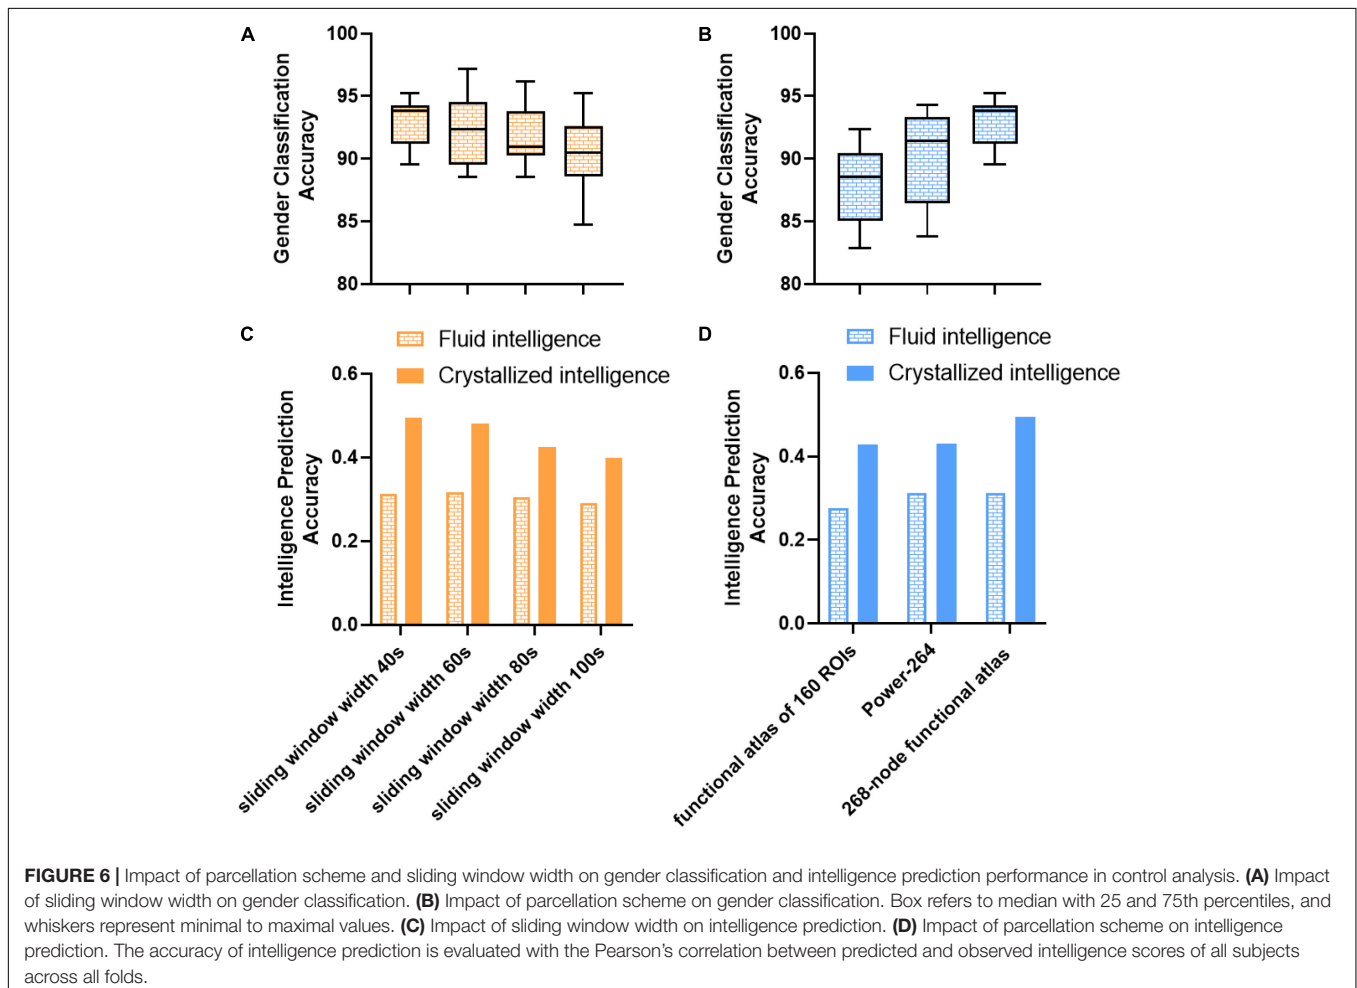 A
Gender Classification
Accuracy
100
95
90
85
80
B
Gender Classification
Accuracy
100
95
90
85
80
C
Fluid intelligence
Crystallized intelligence
Intelligence Prediction
Accuracy
0.6
0.4
0.2
0.0
sliding window width 40s
sliding window width 60s
sliding window width 80s
sliding window width 100s
D
Fluid intelligence
Crystallized intelligence
Intelligence Prediction
Accuracy
0.6
0.4
0.2
0.0
functional atlas of 160 ROIs
Power-264
268-node functional atlas
FIGURE 6 | Impact of parcellation scheme and sliding window width on gender classification and intelligence prediction performance in control analysis. (A) Impact
of sliding window width on gender classification. (B) Impact of parcellation scheme on gender classification. Box refers to median with 25 and 75th percentiles, and
whiskers represent minimal to maximal values. (C) Impact of sliding window width on intelligence prediction. (D) Impact of parcellation scheme on intelligence
prediction. The accuracy of intelligence prediction is evaluated with the Pearson's correlation between predicted and observed intelligence scores of all subjects
across all folds.